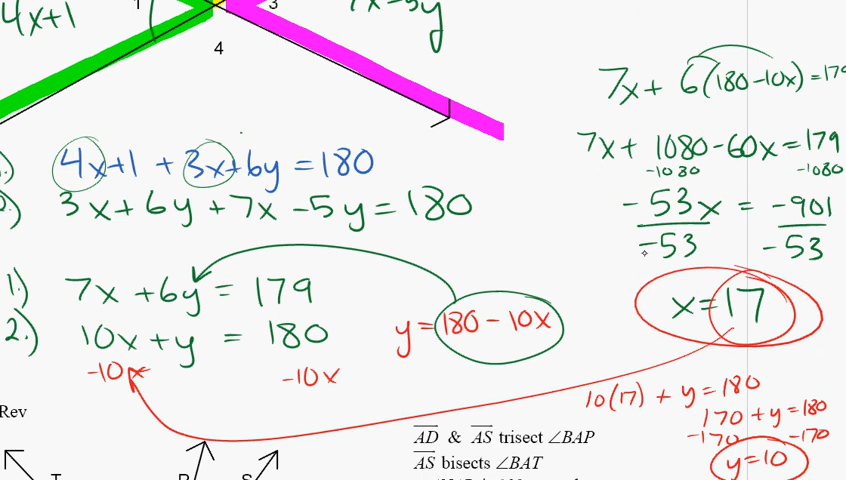 4x+1
1
3
7x-5y
4
7x + 6(180-10x) = 179
4x+1 + 3x+6y = 180
7x + 1080-60x = 179
-1080 -1080
3x + 6y + 7x - 5y = 180
-53x = -901
-53 -53
1.) 7x + 6y = 179
x = 17
2.) 10x + y = 180
y = 180 - 10x
-10x -10x
10(17) + y = 180
170 + y = 180
-170 -170
y = 10
Rev
AD & AS trisect ∠BAP
AS bisects ∠BAT
T
S